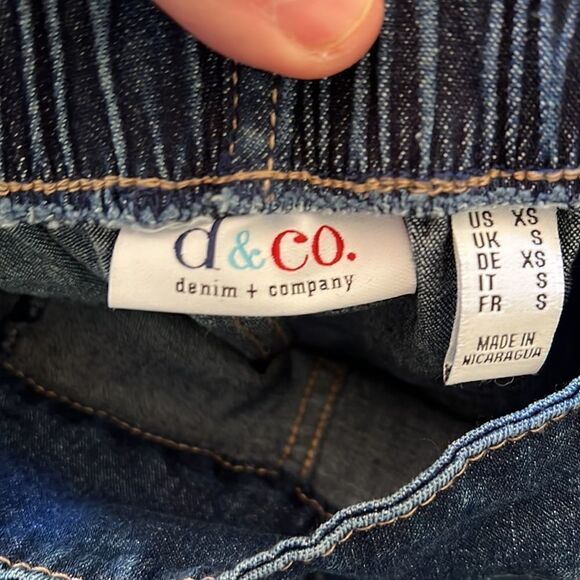 d&co.
denim + company
US XS
UK S
DE XS
IT S
FR S
MADE IN
NICARAGUA